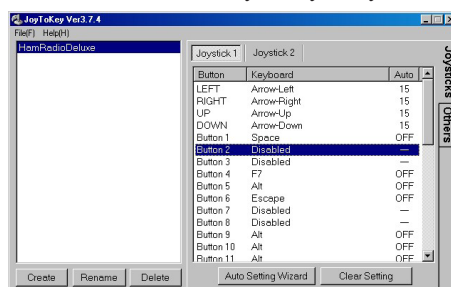 JoyToKey Ver3.7.4
File(F) Help(H)
HamRadioDeluxe
Joystick 1 Joystick 2
Button Keyboard Auto
LEFT Arrow-Left 15
RIGHT Arrow-Right 15
UP Arrow-Up 15
DOWN Arrow-Down 15
Button 1 Space OFF
Button 2 Disabled —
Button 3 Disabled —
Button 4 F7 OFF
Button 5 Alt OFF
Button 6 Escape OFF
Button 7 Disabled —
Button 8 Disabled —
Button 9 Alt OFF
Button 10 Alt OFF
Button 11 Alt OFF
Joysticks
Others
Create Rename Delete
Auto Setting Wizard Clear Setting